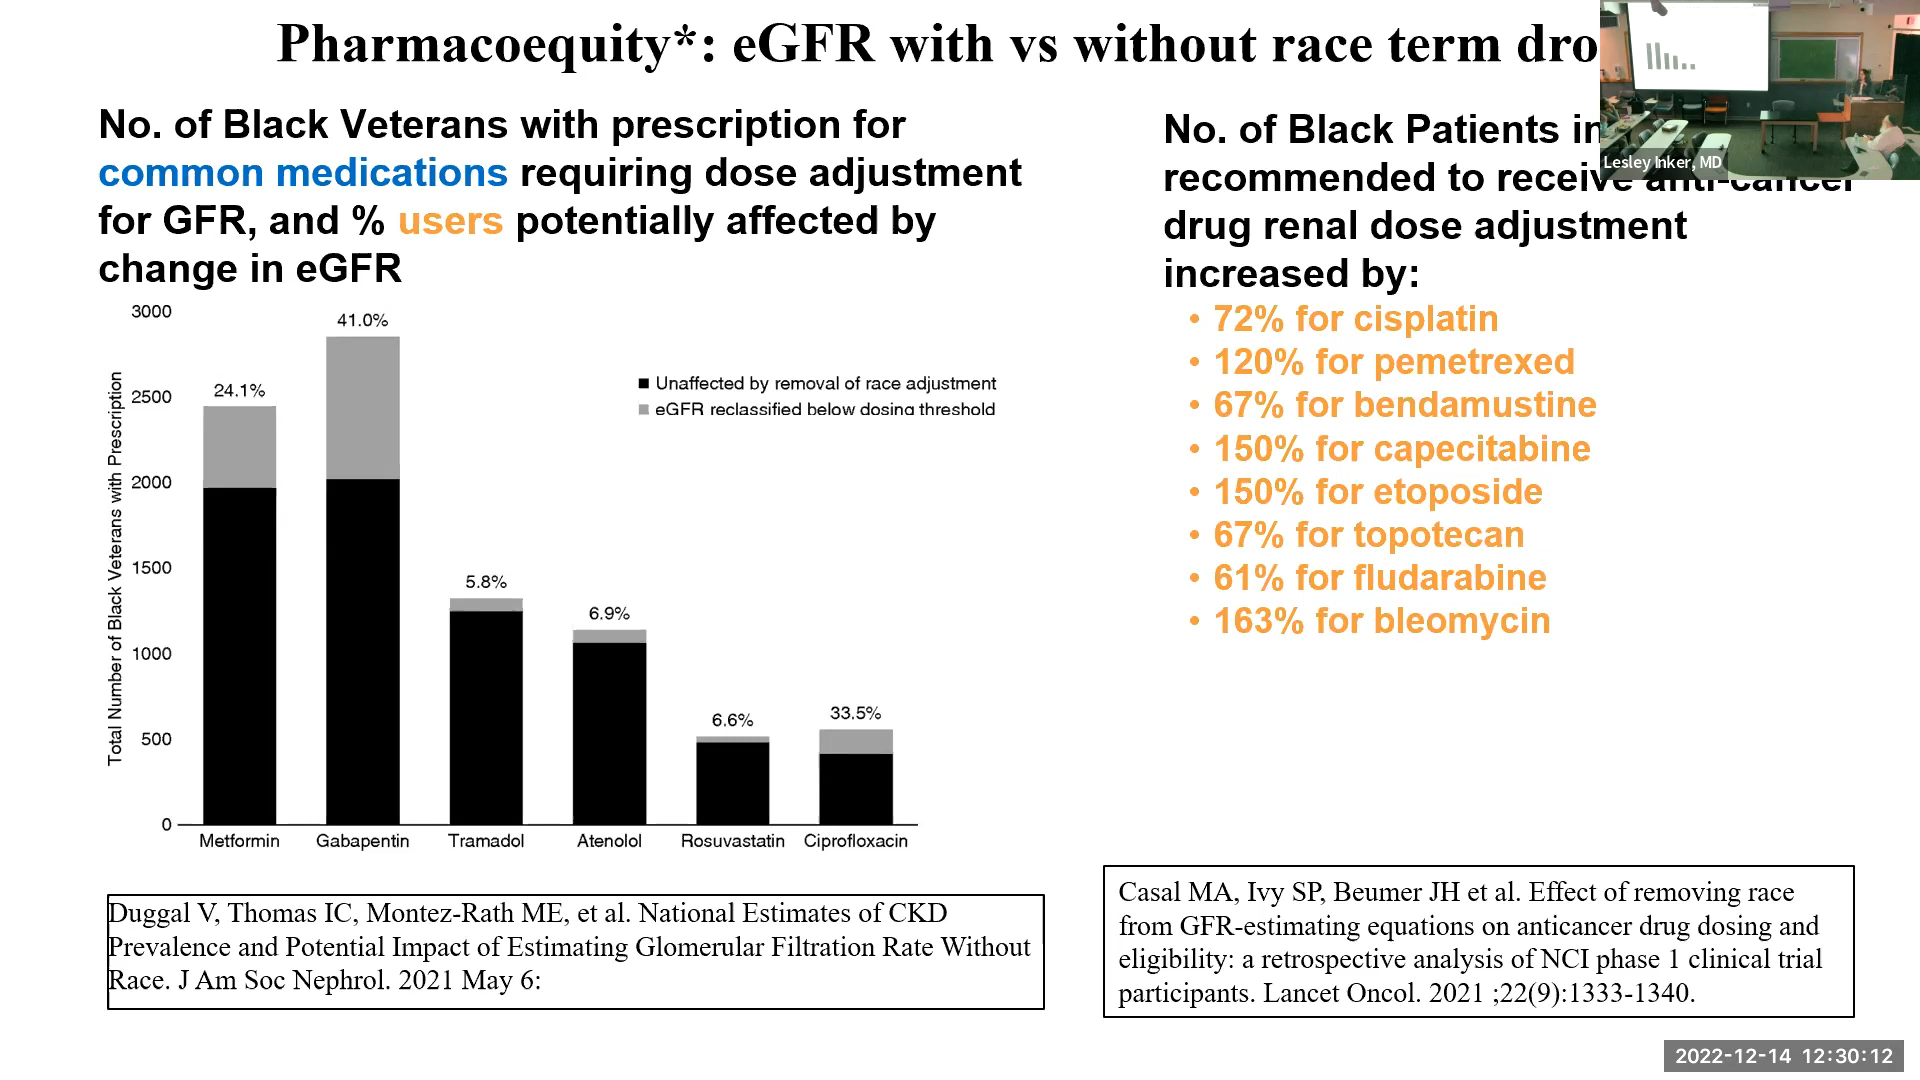 Pharmacoequity*: eGFR with vs without race term dro
Lesley Inker, MD
No. of Black Veterans with prescription for
common medications requiring dose adjustment
for GFR, and % users potentially affected by
change in eGFR
3000
2500
2000
1500
1000
500
0
Total Number of Black Veterans with Prescription
24.1%
41.0%
5.8%
6.9%
6.6%
33.5%
Unaffected by removal of race adjustment
eGFR reclassified below dosing threshold
Metformin Gabapentin Tramadol Atenolol Rosuvastatin Ciprofloxacin
Duggal V, Thomas IC, Montez-Rath ME, et al. National Estimates of CKD
Prevalence and Potential Impact of Estimating Glomerular Filtration Rate Without
Race. J Am Soc Nephrol. 2021 May 6:
No. of Black Patients in
recommended to receive anti-cancer
drug renal dose adjustment
increased by:
• 72% for cisplatin
• 120% for pemetrexed
• 67% for bendamustine
• 150% for capecitabine
• 150% for etoposide
• 67% for topotecan
• 61% for fludarabine
• 163% for bleomycin
Casal MA, Ivy SP, Beumer JH et al. Effect of removing race
from GFR-estimating equations on anticancer drug dosing and
eligibility: a retrospective analysis of NCI phase 1 clinical trial
participants. Lancet Oncol. 2021 ;22(9):1333-1340.
2022-12-14 12:30:12